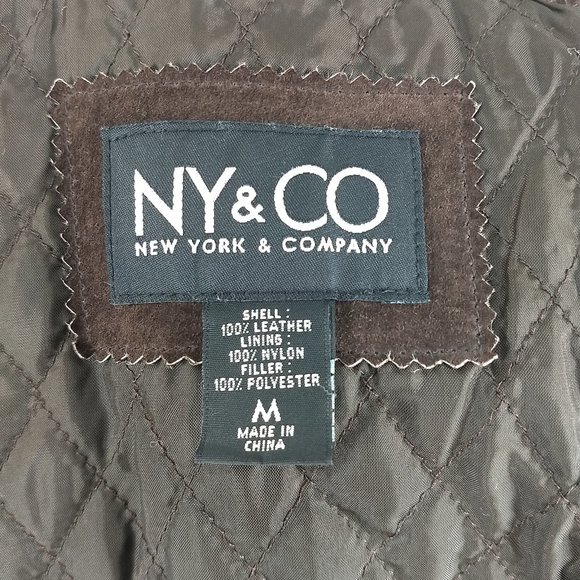 NY&CO
NEW YORK & COMPANY
SHELL:
100% LEATHER
LINING:
100% NYLON
FILLER:
100% POLYESTER
M
MADE IN
CHINA